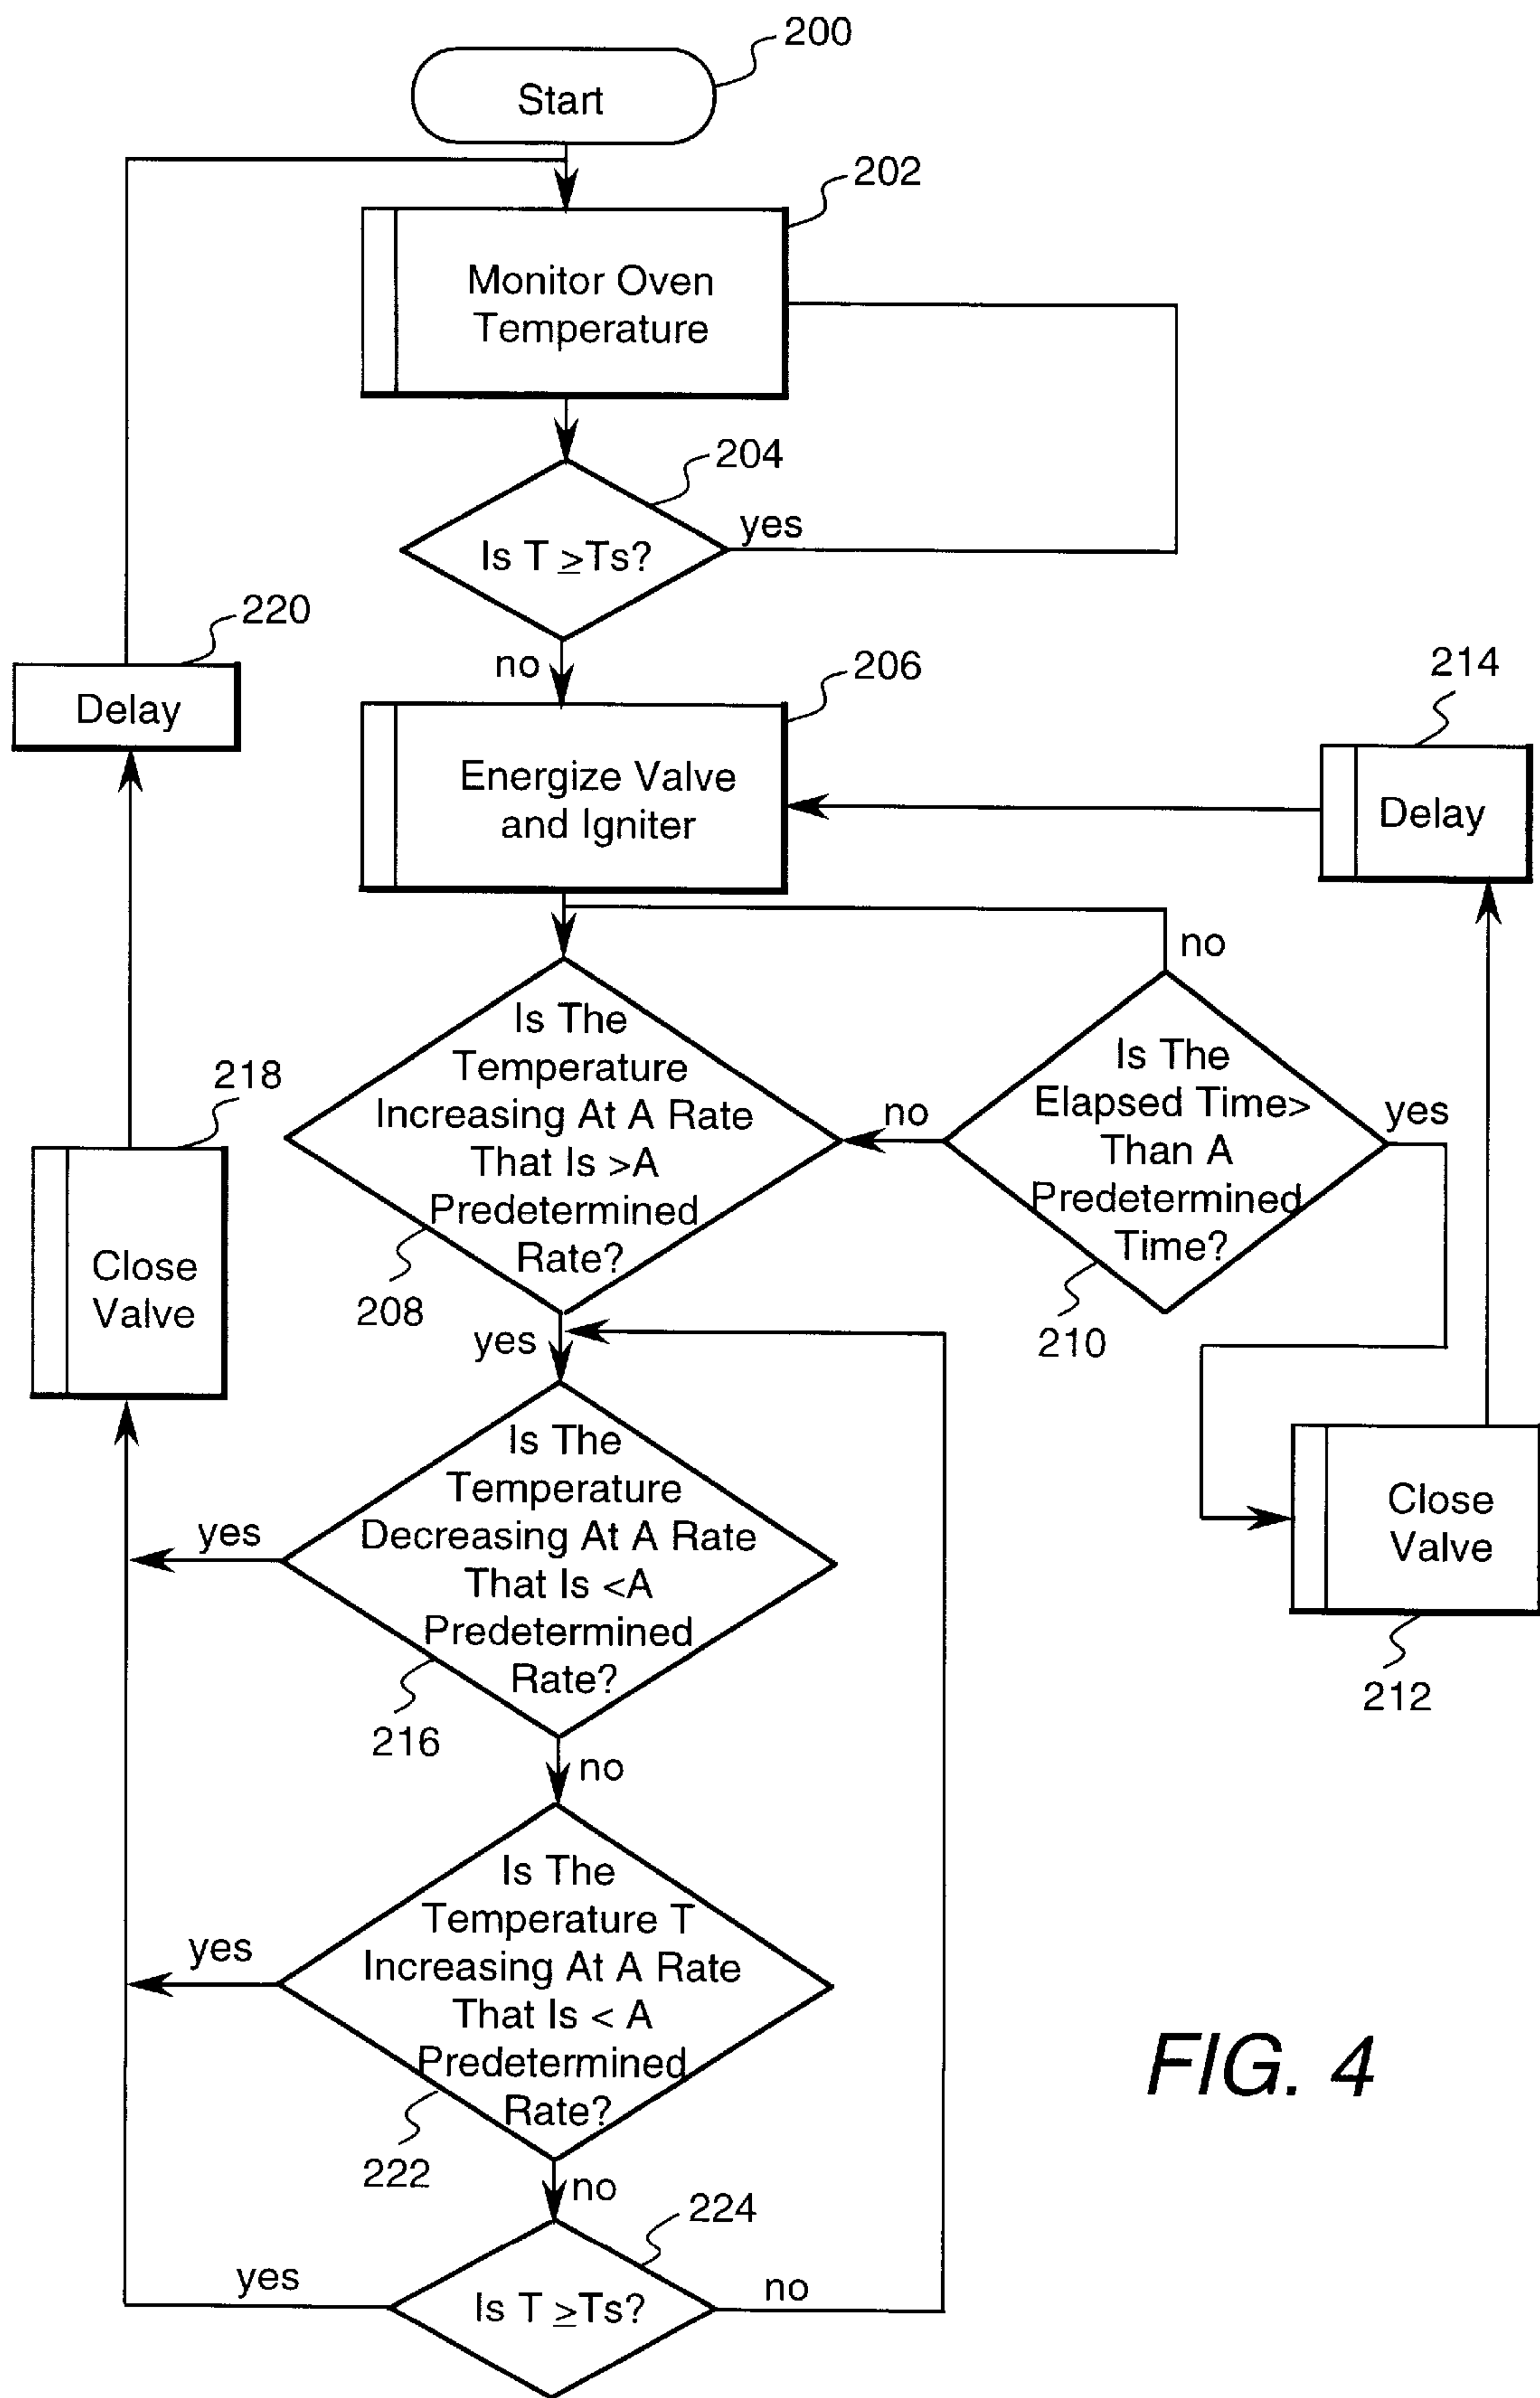 200
Start
202
Monitor Oven
Temperature
204
Is T ≥Ts?
yes
no
220
Delay
206
Energize Valve
and Igniter
214
Delay
no
Is The
Temperature
Increasing At A Rate
That Is >A
Predetermined
Rate?
208
no
Is The
Elapsed Time>
Than A
Predetermined
Time?
210
yes
218
Close
Valve
yes
Is The
Temperature
Decreasing At A Rate
That Is <A
Predetermined
Rate?
216
yes
Close
Valve
212
no
Is The
Temperature T
Increasing At A Rate
That Is < A
Predetermined
Rate?
222
yes
FIG. 4
no
224
Is T ≥Ts?
yes
no